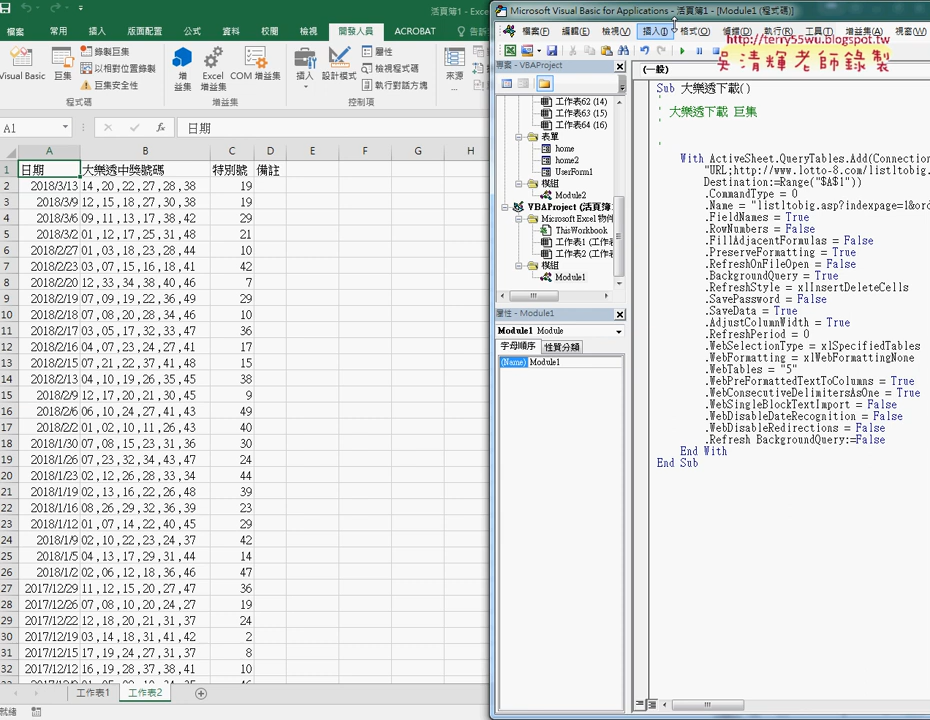 活頁簿1 - Excel
檔案 常用 插入 版面配置 公式 資料 校閱 檢視 開發人員 ACROBAT 告訴
Visual Basic 巨集 錄製巨集 以相對位置錄製 巨集安全性 程式碼
增益集 Excel 增益集 COM 增益集 增益集
插入 設計模式 屬性 檢視程式碼 執行對話方塊 控制項
來源
A1 fx 日期
A B C D E F G H
1 日期 大樂透中獎號碼 特別號 備註
2 2018/3/13 14 , 20 , 22 , 27 , 28 , 38 19
3 2018/3/9 12 , 15 , 18 , 27 , 30 , 38 19
4 2018/3/6 09 , 11 , 13 , 17 , 38 , 42 29
5 2018/3/2 01 , 12 , 17 , 25 , 31 , 48 21
6 2018/2/27 01 , 03 , 18 , 23 , 28 , 44 10
7 2018/2/23 03 , 07 , 15 , 16 , 18 , 41 42
8 2018/2/20 12 , 33 , 34 , 38 , 40 , 46 7
9 2018/2/19 07 , 09 , 19 , 22 , 36 , 49 29
10 2018/2/18 07 , 08 , 20 , 28 , 34 , 46 10
11 2018/2/17 03 , 05 , 17 , 32 , 33 , 47 36
12 2018/2/16 04 , 07 , 23 , 24 , 27 , 41 17
13 2018/2/15 07 , 21 , 22 , 37 , 41 , 48 15
14 2018/2/13 04 , 10 , 19 , 26 , 35 , 45 38
15 2018/2/9 12 , 17 , 20 , 21 , 30 , 45 9
16 2018/2/6 06 , 10 , 24 , 27 , 41 , 43 49
17 2018/2/2 01 , 02 , 10 , 11 , 26 , 43 40
18 2018/1/30 07 , 08 , 15 , 23 , 31 , 36 30
19 2018/1/26 07 , 23 , 32 , 34 , 43 , 47 24
20 2018/1/23 02 , 12 , 26 , 28 , 33 , 34 44
21 2018/1/19 02 , 13 , 16 , 22 , 26 , 48 39
22 2018/1/16 08 , 26 , 29 , 32 , 36 , 39 23
23 2018/1/12 01 , 07 , 14 , 22 , 40 , 45 29
24 2018/1/9 02 , 10 , 22 , 23 , 24 , 37 42
25 2018/1/5 04 , 13 , 17 , 29 , 31 , 44 14
26 2018/1/2 02 , 06 , 12 , 18 , 36 , 46 47
27 2017/12/29 11 , 12 , 15 , 20 , 27 , 47 36
28 2017/12/26 07 , 08 , 10 , 20 , 24 , 27 19
29 2017/12/22 12 , 18 , 20 , 21 , 31 , 37 24
30 2017/12/19 03 , 14 , 18 , 31 , 41 , 42 2
31 2017/12/15 17 , 19 , 24 , 27 , 31 , 37 8
32 2017/12/12 16 , 19 , 28 , 37 , 38 , 41 10
工作表1 工作表2
就緒
Microsoft Visual Basic for Applications - 活頁簿1 - [Module1 (程式碼)]
檔案(F) 編輯(E) 檢視(V) 插入(I) 格式(O) 偵錯(D) 執行(R) 工具(T) 增益集(A) 視窗(W)
http://terry55wu.blogspot.tw
吳清輝老師錄製
專案 - VBAProject
工作表62 (14)
工作表63 (15)
工作表64 (16)
表單
home
home2
UserForm1
模組
Module2
VBAProject (活頁簿
Microsoft Excel 物件
ThisWorkbook
工作表1 (工作
工作表2 (工作
模組
Module1
屬性 - Module1
Module1 Module
字母順序 性質分類
(Name) Module1
(一般)
Sub 大樂透下載()
'
' 大樂透下載 巨集
'
'
With ActiveSheet.QueryTables.Add(Connection
"URL;http://www.lotto-8.com/listltobig.
Destination:=Range("$A$1"))
.CommandType = 0
.Name = "listltobig.asp?indexpage=1&ord
.FieldNames = True
.RowNumbers = False
.FillAdjacentFormulas = False
.PreserveFormatting = True
.RefreshOnFileOpen = False
.BackgroundQuery = True
.RefreshStyle = xlInsertDeleteCells
.SavePassword = False
.SaveData = True
.AdjustColumnWidth = True
.RefreshPeriod = 0
.WebSelectionType = xlSpecifiedTables
.WebFormatting = xlWebFormattingNone
.WebTables = "5"
.WebPreFormattedTextToColumns = True
.WebConsecutiveDelimitersAsOne = True
.WebSingleBlockTextImport = False
.WebDisableDateRecognition = False
.WebDisableRedirections = False
.Refresh BackgroundQuery:=False
End With
End Sub